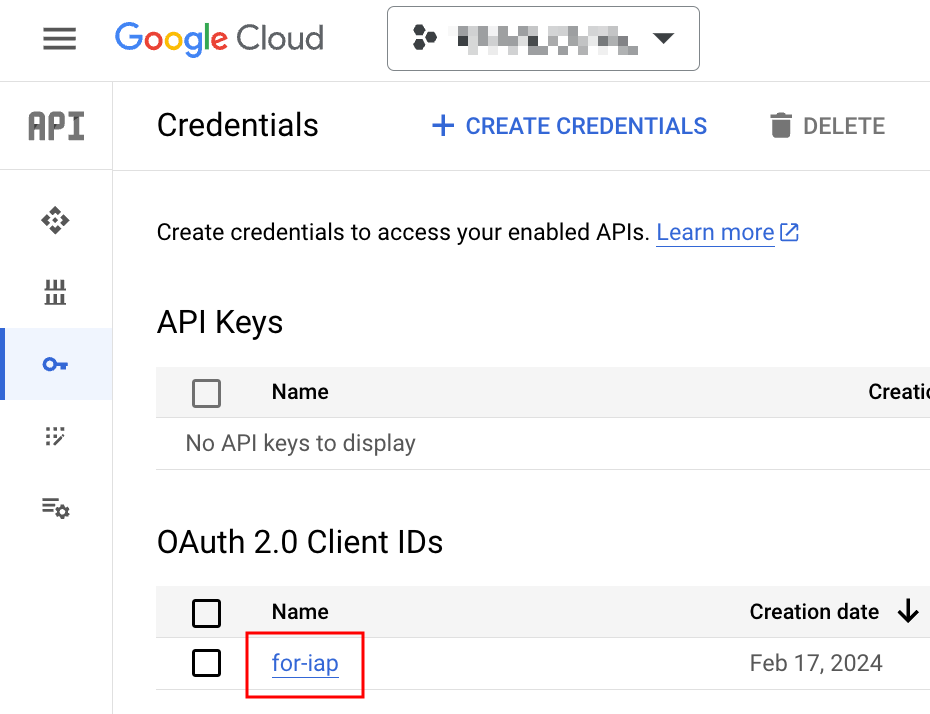 Google Cloud
API
Credentials
CREATE CREDENTIALS
DELETE
Create credentials to access your enabled APIs. Learn more
API Keys
Name
Creatio
No API keys to display
OAuth 2.0 Client IDs
Name
Creation date
for-iap
Feb 17, 2024